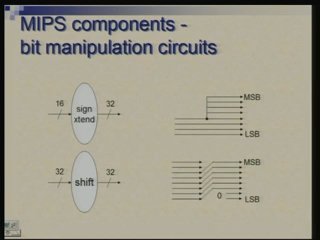 MIPS components -
bit manipulation circuits
16
sign
xtend
32
MSB
LSB
32
shift
32
MSB
0
LSB